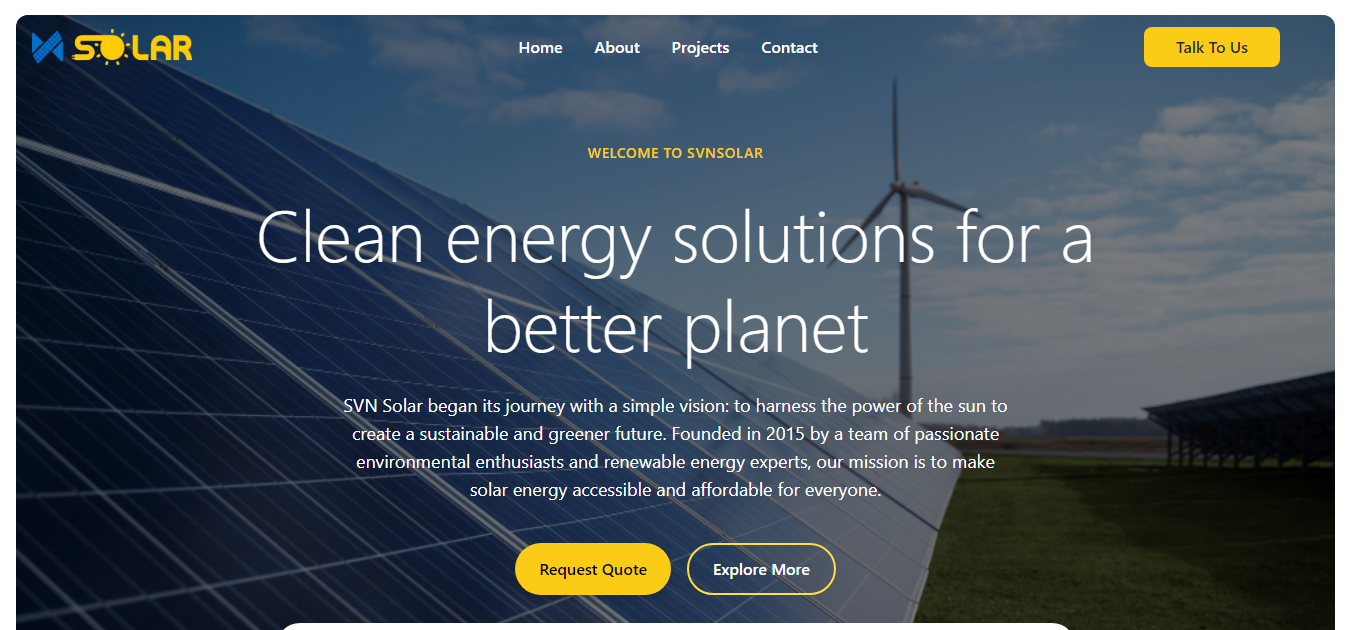 SOLAR
Home About Projects Contact
Talk To Us
WELCOME TO SVNSOLAR
Clean energy solutions for a
better planet
SVN Solar began its journey with a simple vision: to harness the power of the sun to
create a sustainable and greener future. Founded in 2015 by a team of passionate
environmental enthusiasts and renewable energy experts, our mission is to make
solar energy accessible and affordable for everyone.
Request Quote
Explore More